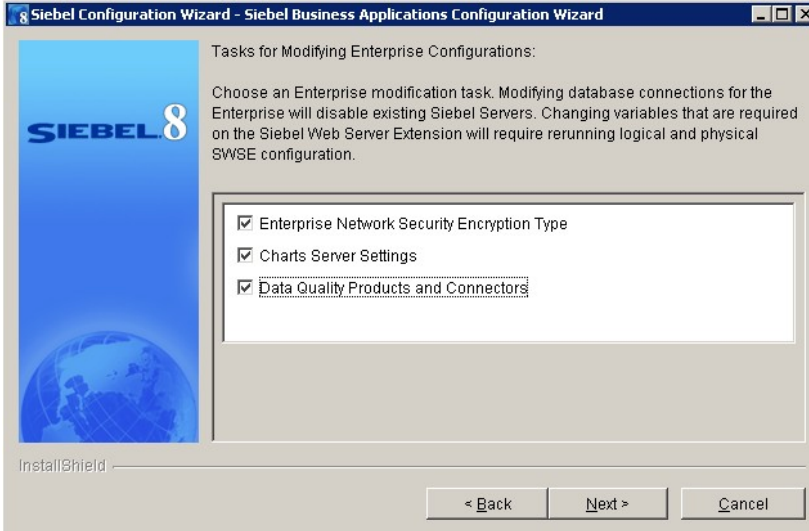 8 Siebel Configuration Wizard - Siebel Business Applications Configuration Wizard
Tasks for Modifying Enterprise Configurations:
Choose an Enterprise modification task. Modifying database connections for the
Enterprise will disable existing Siebel Servers. Changing variables that are required
on the Siebel Web Server Extension will require rerunning logical and physical
SWSE configuration.
SIEBEL. 8
Enterprise Network Security Encryption Type
Charts Server Settings
Data Quality Products and Connectors
InstallShield
< Back
Next >
Cancel